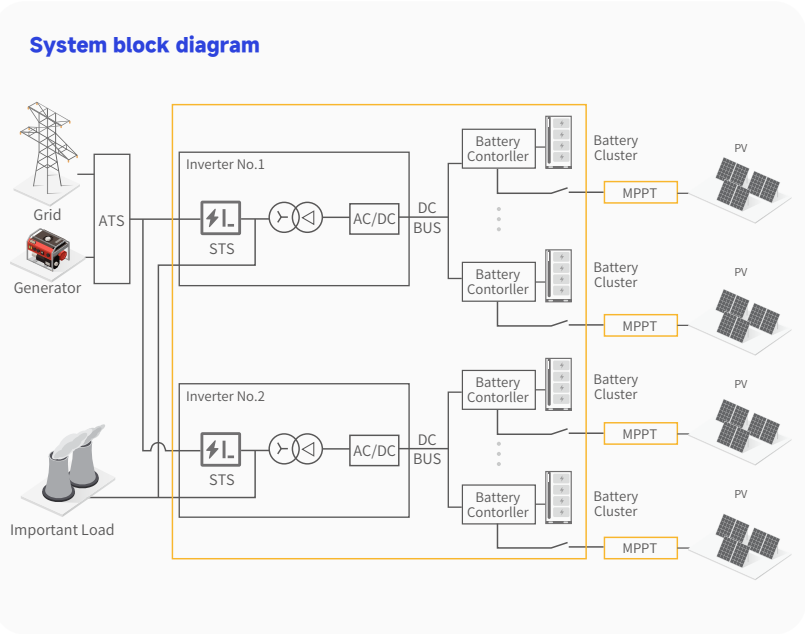 System block diagram
Grid
Generator
ATS
Important Load
Inverter No.1
STS
AC/DC
DC
BUS
Battery
Contorller
Battery
Cluster
MPPT
PV
Battery
Contorller
Battery
Cluster
MPPT
PV
Inverter No.2
STS
AC/DC
DC
BUS
Battery
Contorller
Battery
Cluster
MPPT
PV
Battery
Contorller
Battery
Cluster
MPPT
PV